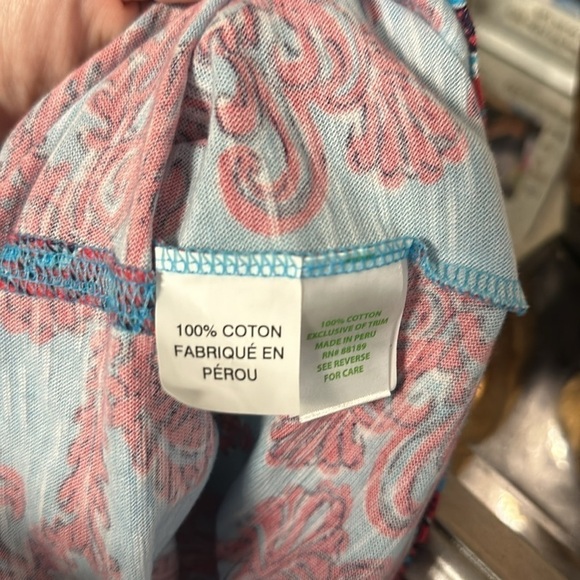 100% COTON
FABRIQUÉ EN
PÉROU
100% COTTON
EXCLUSIVE OF TRIM
MADE IN PERU
RN# 88189
SEE REVERSE
FOR CARE